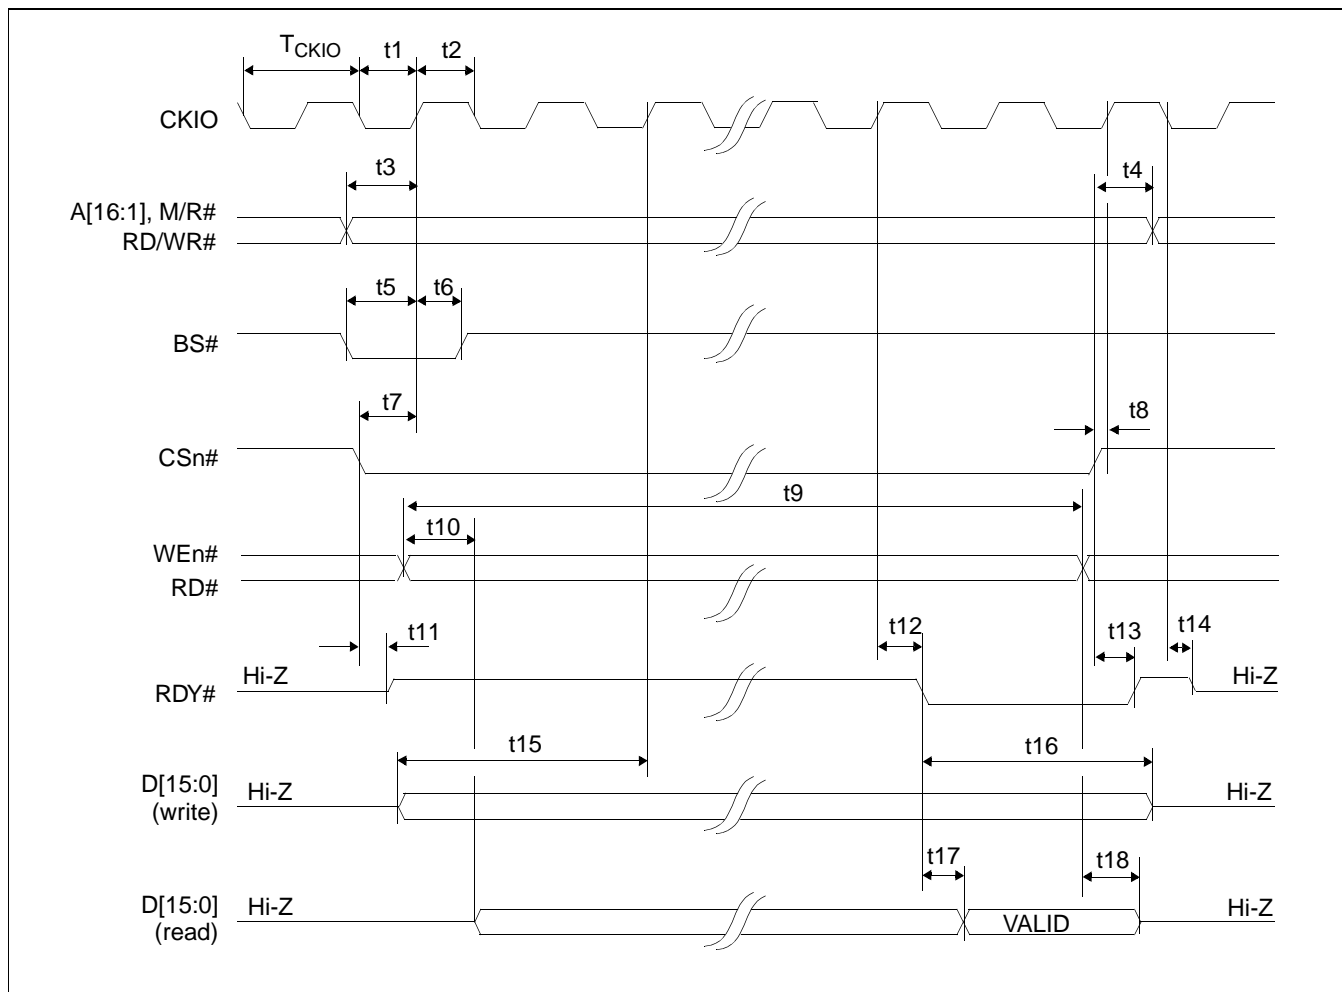 TCKIO t1 t2
CKIO
t3 t4
A[16:1], M/R#
RD/WR#
t5 t6
BS#
t7 t8
CSn#
t9
t10
WEn#
RD#
t11 t12 t13 t14
Hi-Z Hi-Z
RDY#
t15 t16
D[15:0] Hi-Z Hi-Z
(write)
t17 t18
D[15:0] Hi-Z Hi-Z
(read) VALID